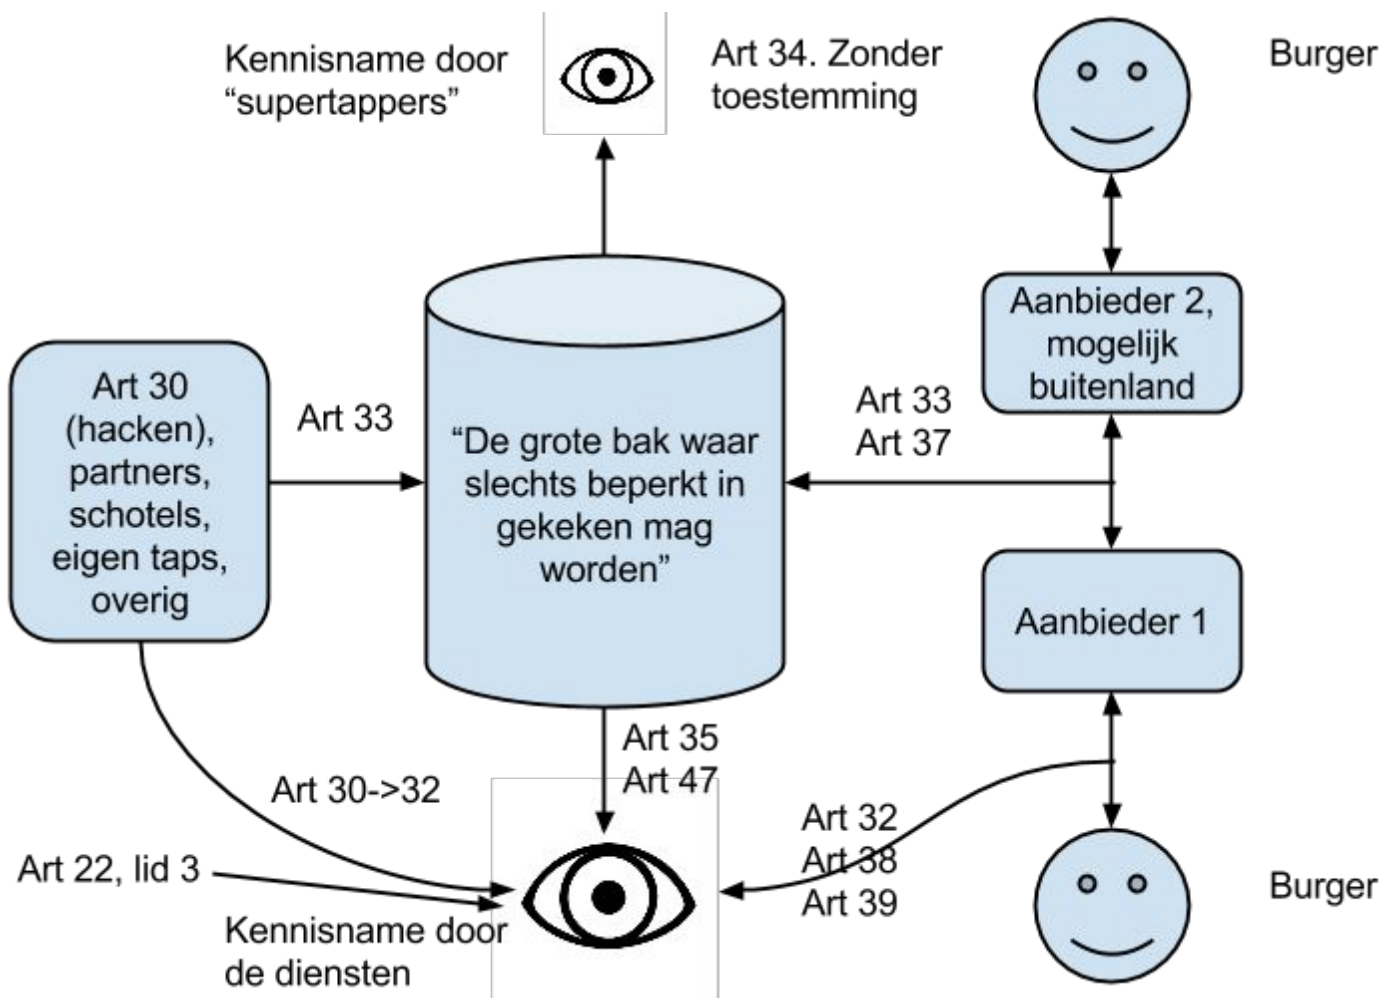 Kennisname door
“supertappers”
Art 34. Zonder
toestemming
Burger
Aanbieder 2,
mogelijk
buitenland
Art 30
(hacken),
partners,
schotels,
eigen taps,
overig
Art 33
“De grote bak waar
slechts beperkt in
gekeken mag
worden”
Art 33
Art 37
Aanbieder 1
Art 35
Art 47
Art 30->32
Art 32
Art 38
Art 39
Art 22, lid 3
Kennisname door
de diensten
Burger